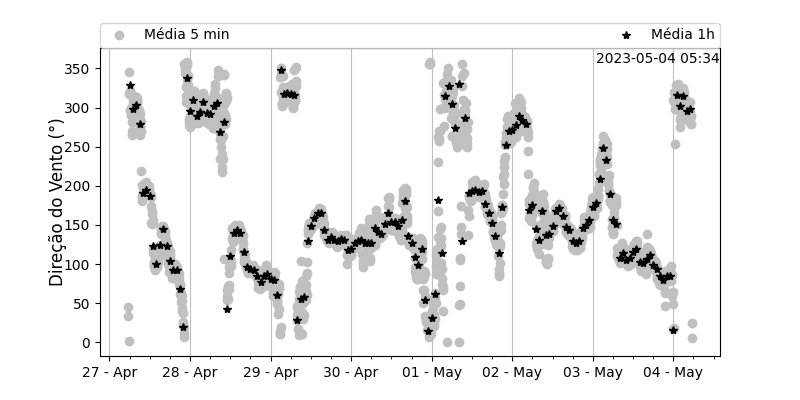 Média 5 min
Média 1h
2023-05-04 05:34
Direção do Vento (°)
350
300
250
200
150
100
50
0
27 - Apr
28 - Apr
29 - Apr
30 - Apr
01 - May
02 - May
03 - May
04 - May